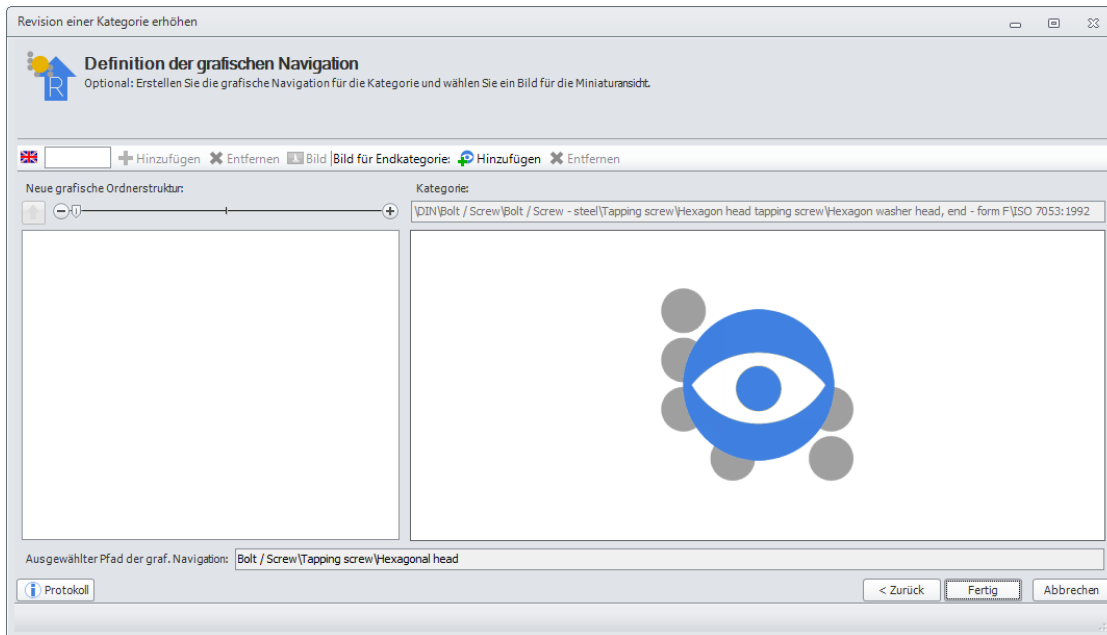 Revision einer Kategorie erhöhen
Definition der grafischen Navigation
Optional: Erstellen Sie die grafische Navigation für die Kategorie und wählen Sie ein Bild für die Miniaturansicht.
R
Hinzufügen Entfernen Bild Bild für Endkategorie: Hinzufügen Entfernen
Neue grafische Ordnerstruktur: Kategorie:
\DIN\Bolt / Screw\Bolt / Screw - steel\Tapping screw\Hexagon head tapping screw\Hexagon washer head, end - form F\ISO 7053:1992
Ausgewählter Pfad der graf. Navigation: Bolt / Screw\Tapping screw\Hexagonal head
Protokoll < Zurück Fertig Abbrechen